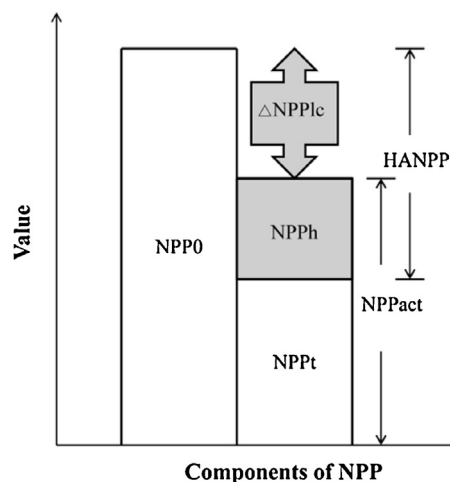 △NPPlc
HANPP
NPP0
NPPh
NPPact
NPPt
Value
Components of NPP